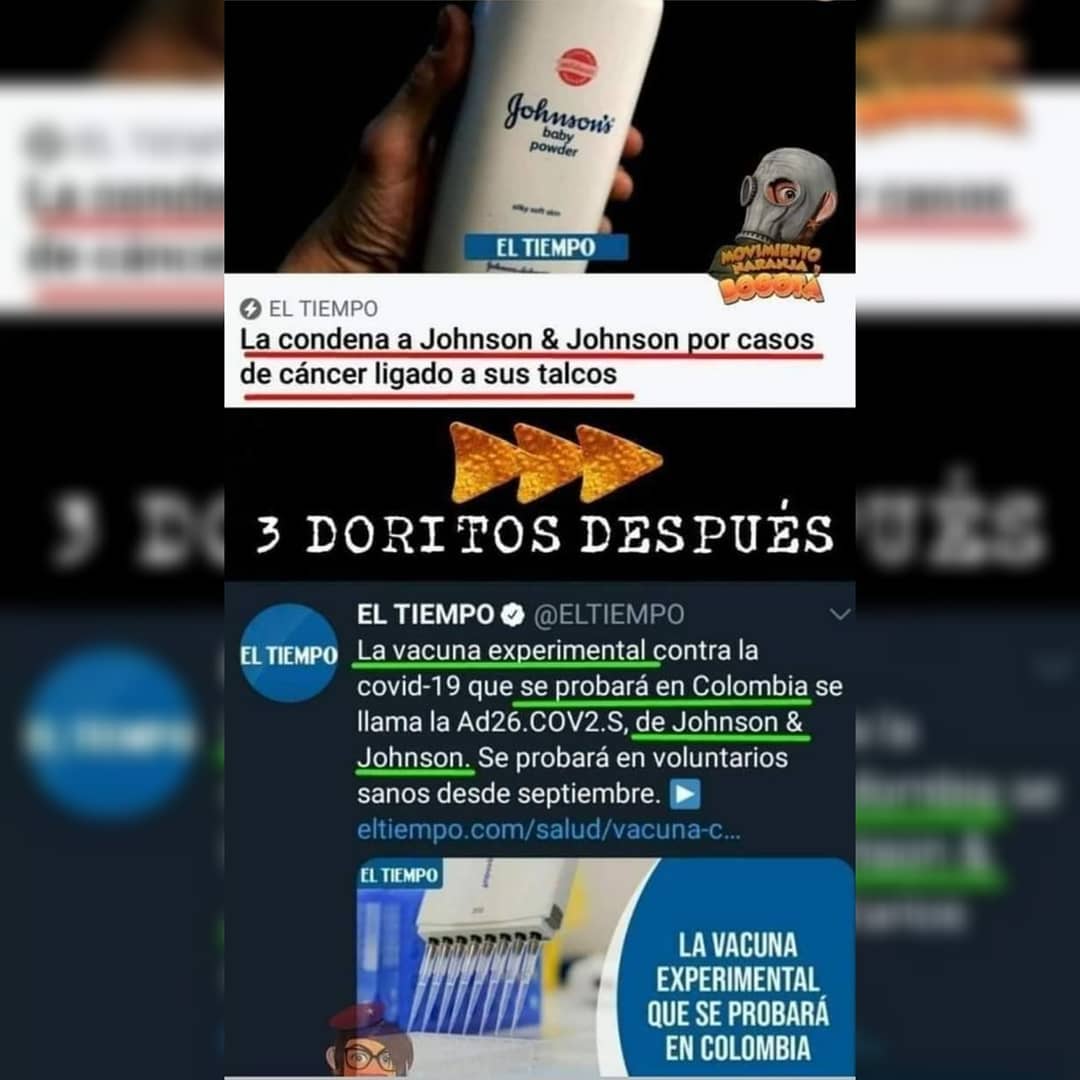 Johnson's
baby
powder
silky soft skin
EL TIEMPO
MOVIMIENTO
NARANJA
BOGOTÁ
EL TIEMPO
La condena a Johnson & Johnson por casos
de cáncer ligado a sus talcos
3 DORITOS DESPUÉS
EL TIEMPO @ELTIEMPO
EL TIEMPO
La vacuna experimental contra la
covid-19 que se probará en Colombia se
llama la Ad26.COV2.S, de Johnson &
Johnson. Se probará en voluntarios
sanos desde septiembre.
eltiempo.com/salud/vacuna-c...
EL TIEMPO
LA VACUNA
EXPERIMENTAL
QUE SE PROBARÁ
EN COLOMBIA